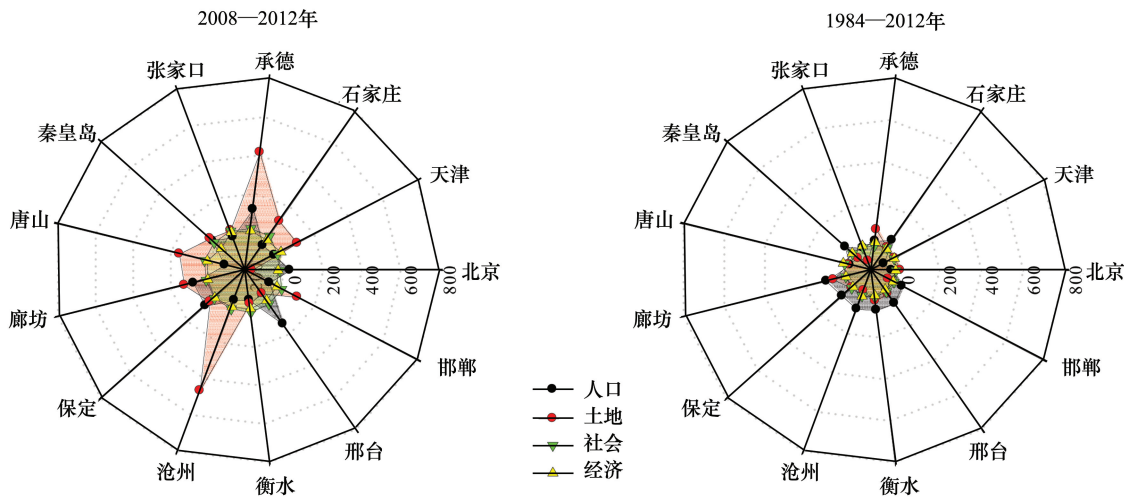 2008—2012年
承德
张家口
石家庄
秦皇岛
天津
唐山
0 200 400 600 800
北京
廊坊
邯郸
保定
邢台
沧州
衡水
人口
土地
社会
经济
1984—2012年
承德
张家口
石家庄
秦皇岛
天津
唐山
0 200 400 600 800
北京
廊坊
邯郸
保定
邢台
沧州
衡水